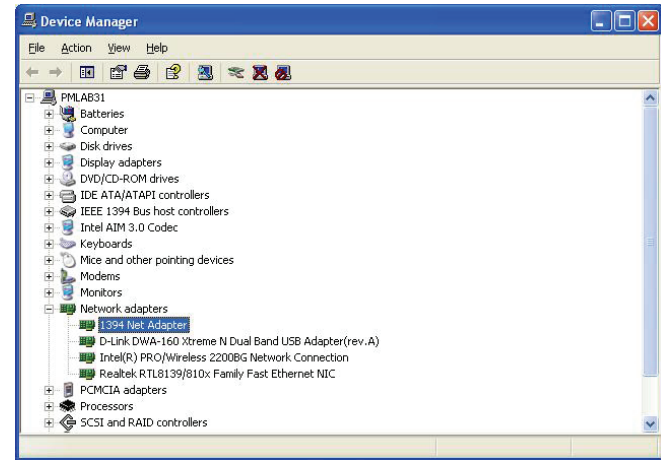 Device Manager
File Action View Help
PMLAB31
Batteries
Computer
Disk drives
Display adapters
DVD/CD-ROM drives
IDE ATA/ATAPI controllers
IEEE 1394 Bus host controllers
Intel AIM 3.0 Codec
Keyboards
Mice and other pointing devices
Modems
Monitors
Network adapters
1394 Net Adapter
D-Link DWA-160 Xtreme N Dual Band USB Adapter(rev.A)
Intel(R) PRO/Wireless 2200BG Network Connection
Realtek RTL8139/810x Family Fast Ethernet NIC
PCMCIA adapters
Processors
SCSI and RAID controllers